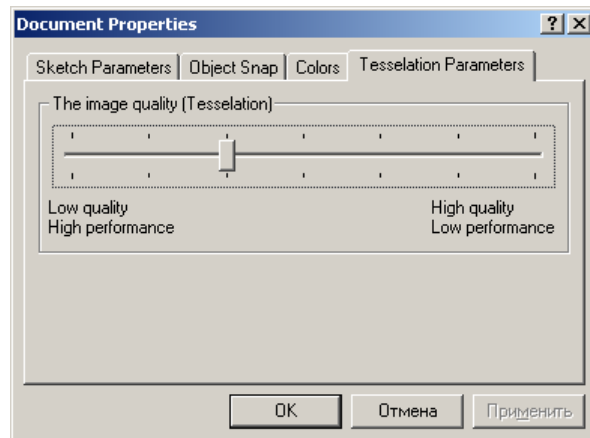 Document Properties
Sketch Parameters Object Snap Colors Tesselation Parameters
The image quality (Tesselation)
Low quality High quality
High performance Low performance
OK Отмена Применить